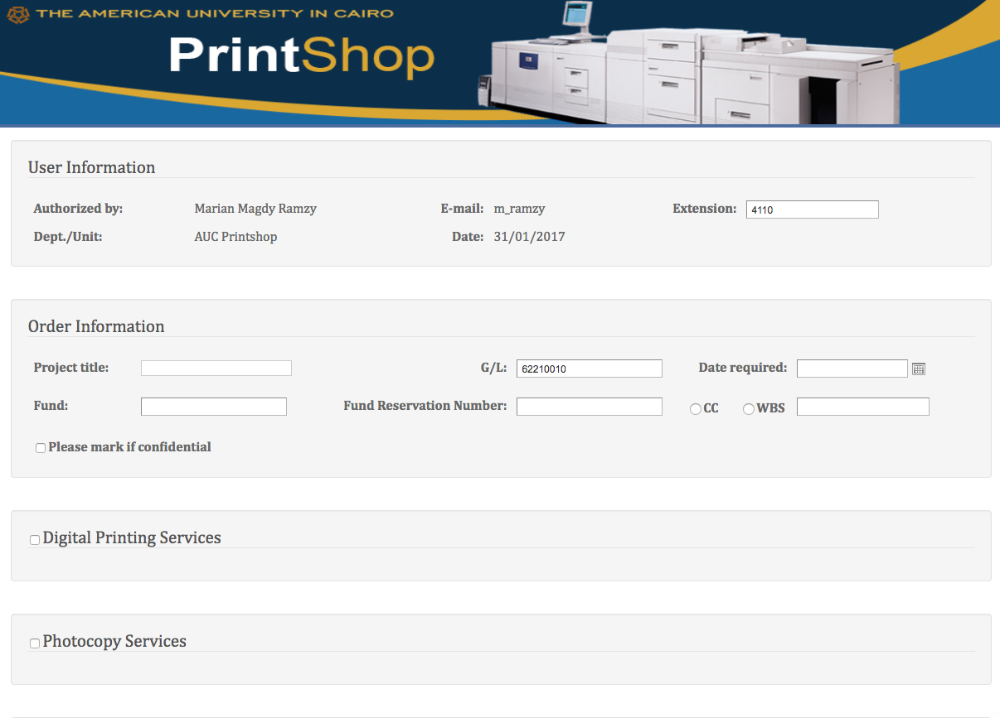 THE AMERICAN UNIVERSITY IN CAIRO
PrintShop
User Information
Authorized by: Marian Magdy Ramzy E-mail: m_ramzy Extension: 4110
Dept./Unit: AUC Printshop Date: 31/01/2017
Order Information
Project title: G/L: 62210010 Date required:
Fund: Fund Reservation Number: CC WBS
Please mark if confidential
Digital Printing Services
Photocopy Services